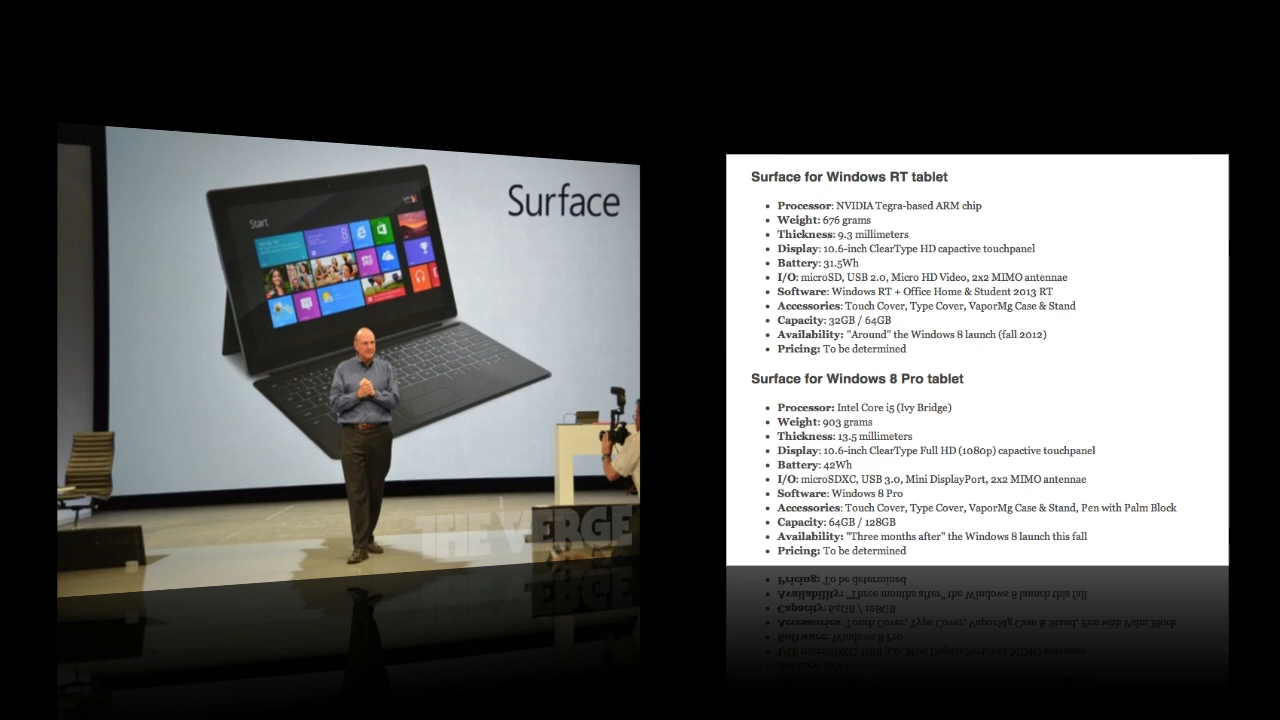 Surface
Start
THE VERGE
Surface for Windows RT tablet
Processor: NVIDIA Tegra-based ARM chip
Weight: 676 grams
Thickness: 9.3 millimeters
Display: 10.6-inch ClearType HD capactive touchpanel
Battery: 31.5Wh
I/O: microSD, USB 2.0, Micro HD Video, 2x2 MIMO antennae
Software: Windows RT + Office Home & Student 2013 RT
Accessories: Touch Cover, Type Cover, VaporMg Case & Stand
Capacity: 32GB / 64GB
Availability: "Around" the Windows 8 launch (fall 2012)
Pricing: To be determined
Surface for Windows 8 Pro tablet
Processor: Intel Core i5 (Ivy Bridge)
Weight: 903 grams
Thickness: 13.5 millimeters
Display: 10.6-inch ClearType Full HD (1080p) capactive touchpanel
Battery: 42Wh
I/O: microSDXC, USB 3.0, Mini DisplayPort, 2x2 MIMO antennae
Software: Windows 8 Pro
Accessories: Touch Cover, Type Cover, VaporMg Case & Stand, Pen with Palm Block
Capacity: 64GB / 128GB
Availability: "Three months after" the Windows 8 launch this fall
Pricing: To be determined